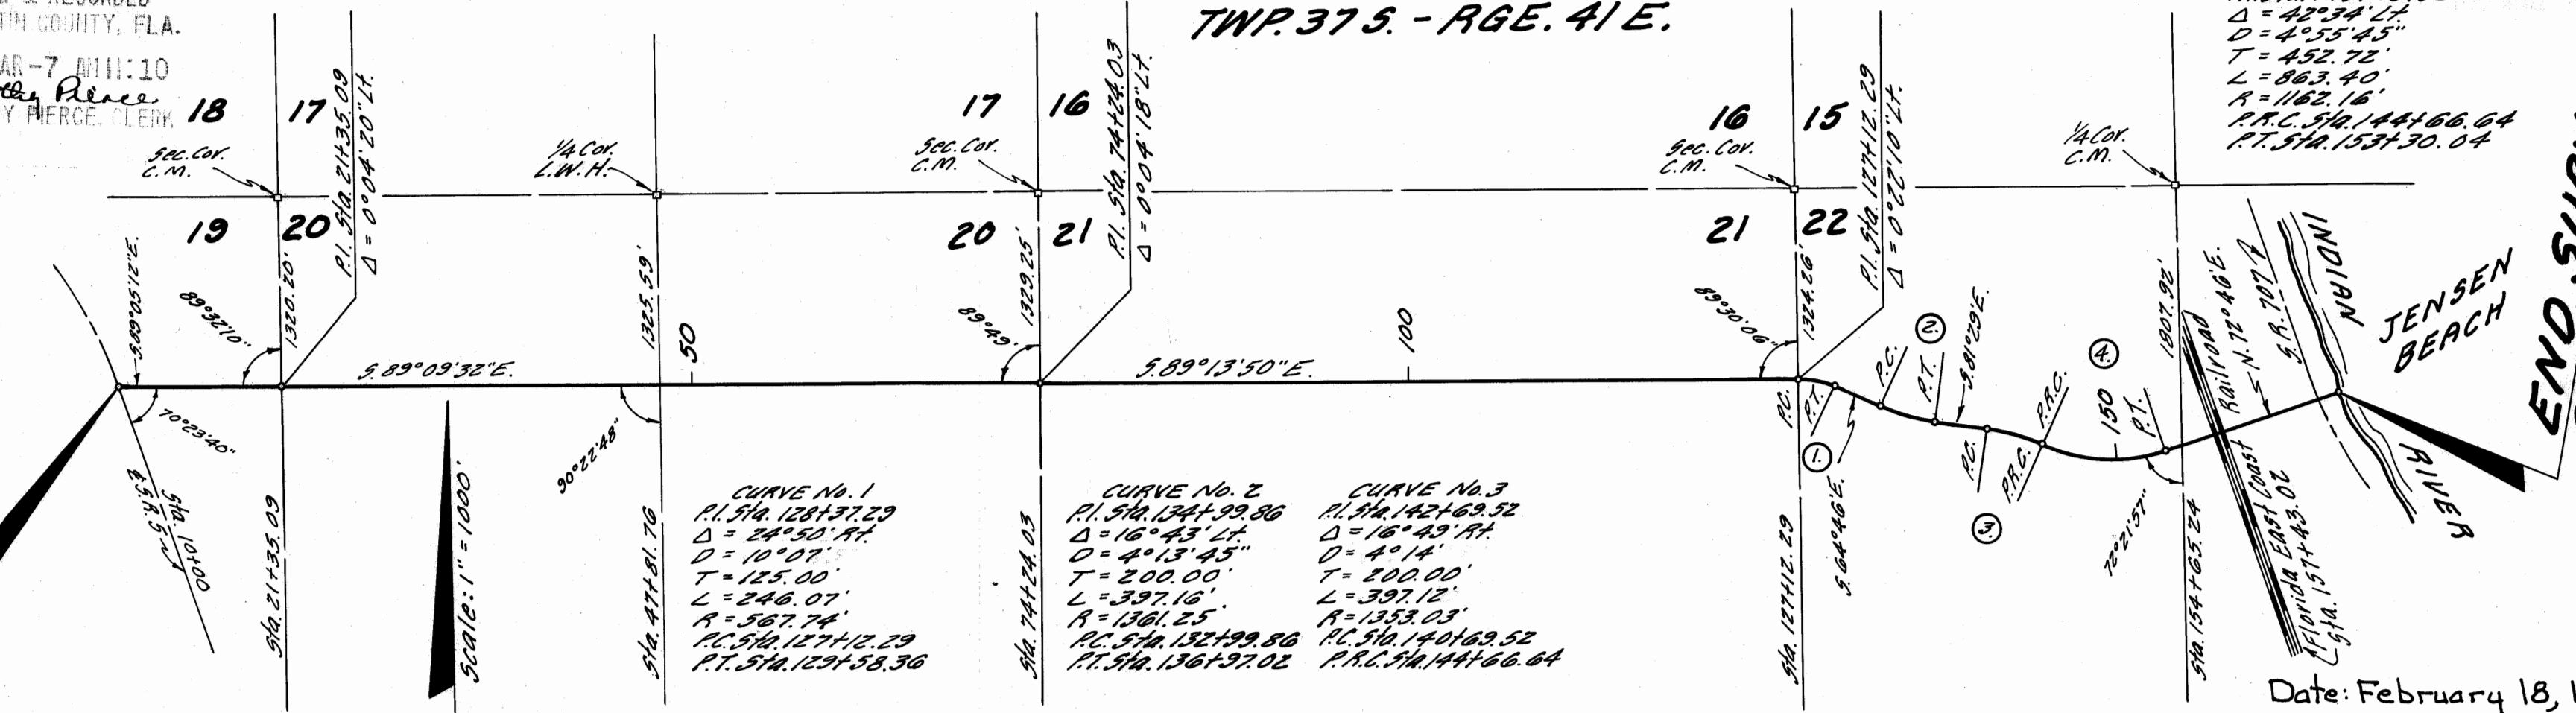 TIN COUNTY, FLA.
AR-7 AM 11:10
Y PIERCE, CLERK
TWP. 37 S. - RGE. 41 E.
Δ = 42°34' Lt.
D = 4°55'45"
T = 452.72'
L = 863.40'
R = 1162.16'
P.R.C. Sta. 144+66.64
P.T. Sta. 153+30.04
18
17
17
16
16
15
Sec. Cor.
C.M.
1/4 Cor.
L.W.H.
Sec. Cor.
C.M.
Sec. Cor.
C.M.
1/4 Cor.
C.M.
P.I. Sta. 21+35.09
Δ = 0°04'20" Lt.
P.I. Sta. 74+24.03
Δ = 0°04'18" Lt.
P.I. Sta. 127+12.29
Δ = 0°22'10" Lt.
19
20
20
21
21
22
S.89°05'12"E.
89°32'10"
1320.20'
1325.59'
89°49'
1329.25'
89°30'06"
1324.26'
1807.92'
S.89°09'32"E.
50
S.89°13'50"E.
100
P.C.
P.T.
1.
S.64°46'E.
P.C.
P.T.
2.
S.81°29'E.
P.C.
P.R.C.
3.
P.R.C.
4.
150
P.T.
72°21'57"
N.72°46'E.
S.R. 707
INDIAN
RIVER
JENSEN
BEACH
Railroad
Florida East Coast
Sta. 157+43.02
70°23'40"
Sta. 10+00
℄ S.R. 5
90°22'48"
Sta. 21+35.09
Scale: 1" = 1000'
Sta. 47+81.76
Sta. 74+24.03
Sta. 127+12.29
Sta. 154+65.24
CURVE No. 1
P.I. Sta. 128+37.29
Δ = 24°50' Rt.
D = 10°07'
T = 125.00'
L = 246.07'
R = 567.74'
P.C. Sta. 127+12.29
P.T. Sta. 129+58.36
CURVE No. 2
P.I. Sta. 134+99.86
Δ = 16°43' Lt.
D = 4°13'45"
T = 200.00'
L = 397.16'
R = 1361.25
P.C. Sta. 132+99.86
P.T. Sta. 136+97.02
CURVE No. 3
P.I. Sta. 142+69.52
Δ = 16°49' Rt.
D = 4°14'
T = 200.00'
L = 397.12'
R = 1353.03'
P.C. Sta. 140+69.52
P.R.C. Sta. 144+66.64
END
Date: February 18, 1